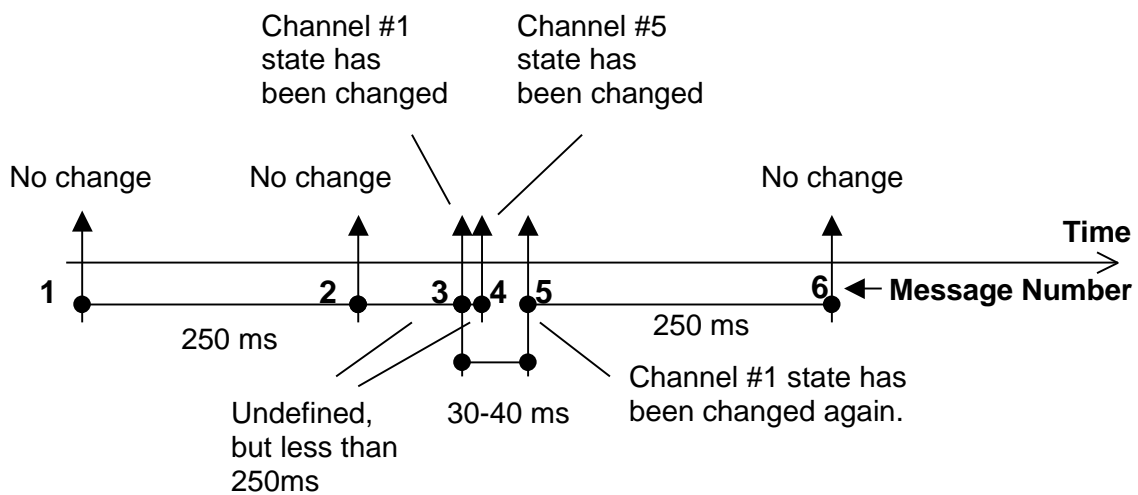 Channel #1
state has
been changed
Channel #5
state has
been changed
No change
No change
No change
Time
1
2
3
4
5
6
Message Number
250 ms
250 ms
Undefined,
but less than
250ms
30-40 ms
Channel #1 state has
been changed again.